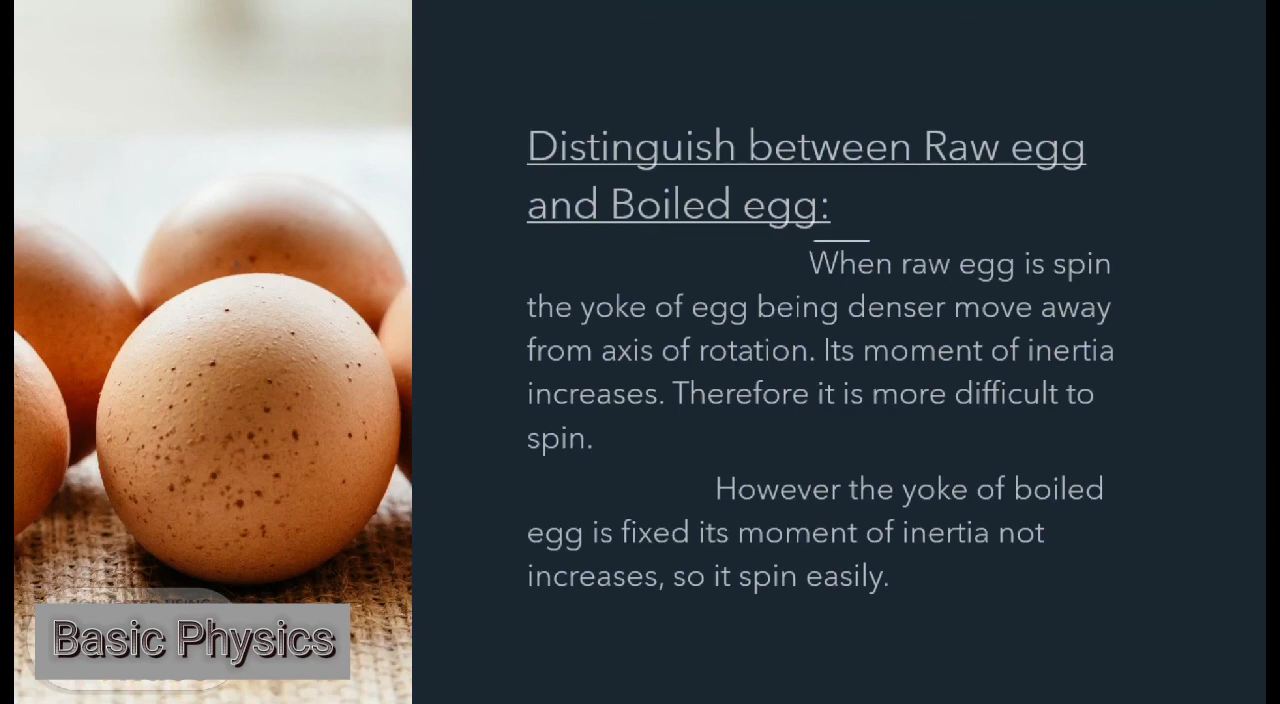 Distinguish between Raw egg
and Boiled egg:
When raw egg is spin
the yoke of egg being denser move away
from axis of rotation. Its moment of inertia
increases. Therefore it is more difficult to
spin.
However the yoke of boiled
egg is fixed its moment of inertia not
increases, so it spin easily.
Basic Physics